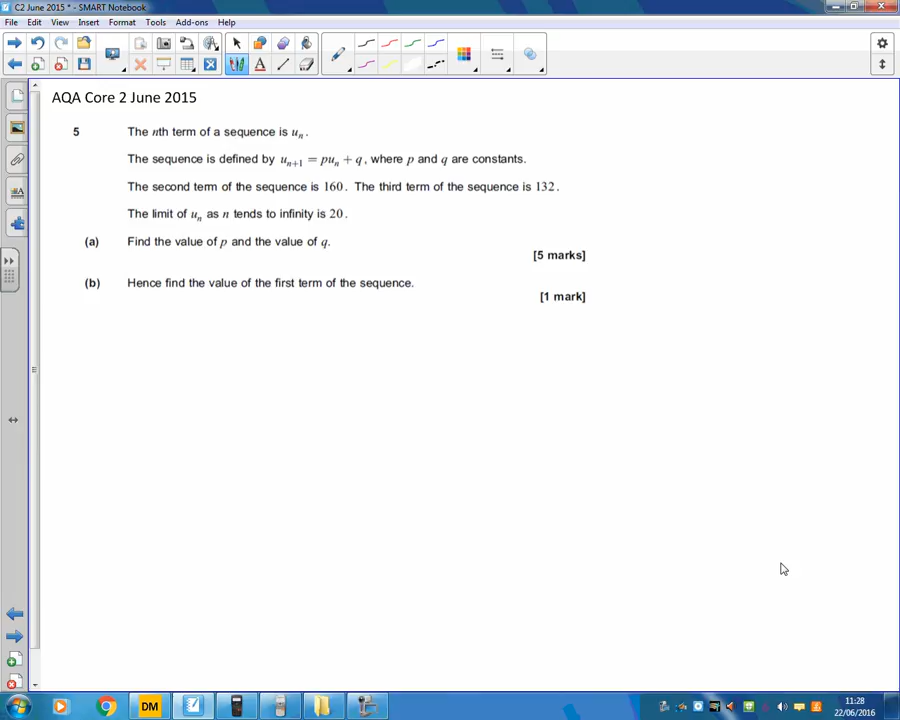 C2 June 2015 * - SMART Notebook
File Edit View Insert Format Tools Add-ons Help
AQA Core 2 June 2015
5 The nth term of a sequence is uₙ.
The sequence is defined by uₙ₊₁ = puₙ + q, where p and q are constants.
The second term of the sequence is 160. The third term of the sequence is 132.
The limit of uₙ as n tends to infinity is 20.
(a) Find the value of p and the value of q.
[5 marks]
(b) Hence find the value of the first term of the sequence.
[1 mark]
DM
11:28
22/06/2016